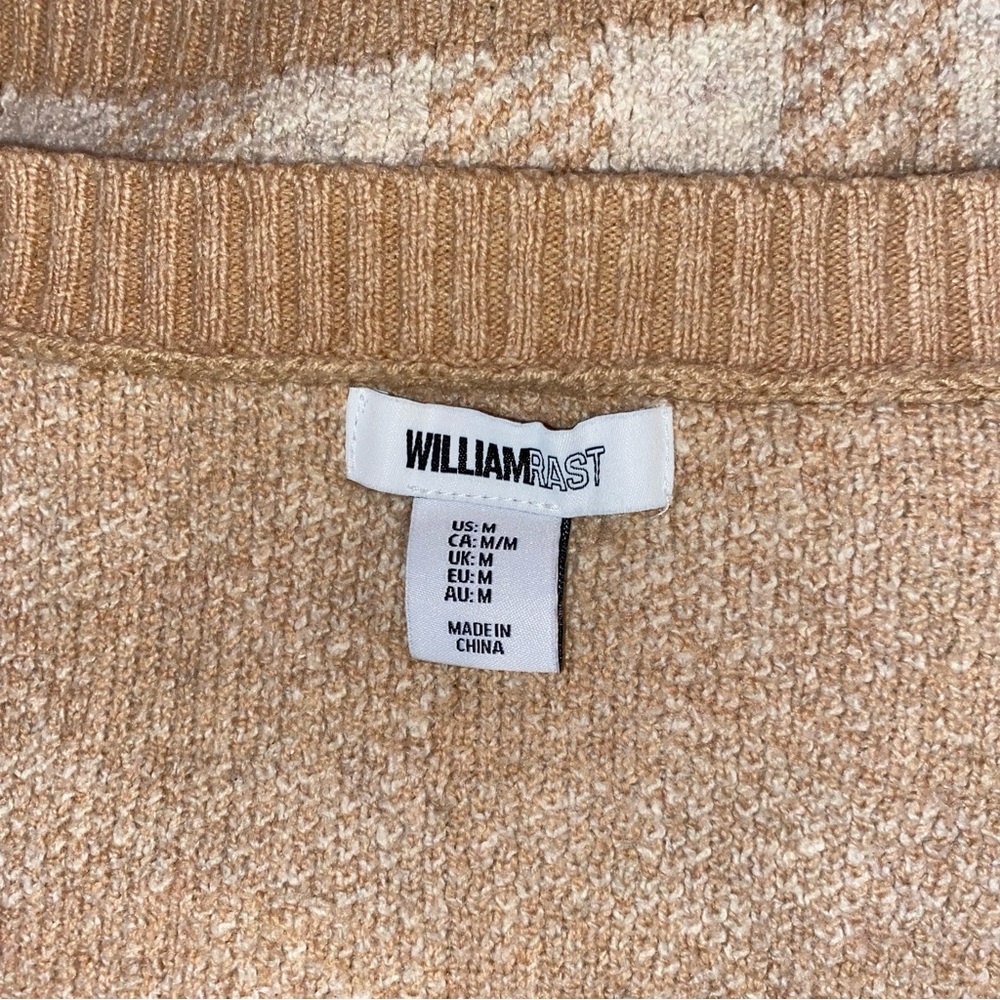 WILLIAMRAST
US: M
CA: M/M
UK: M
EU: M
AU: M
MADE IN
CHINA